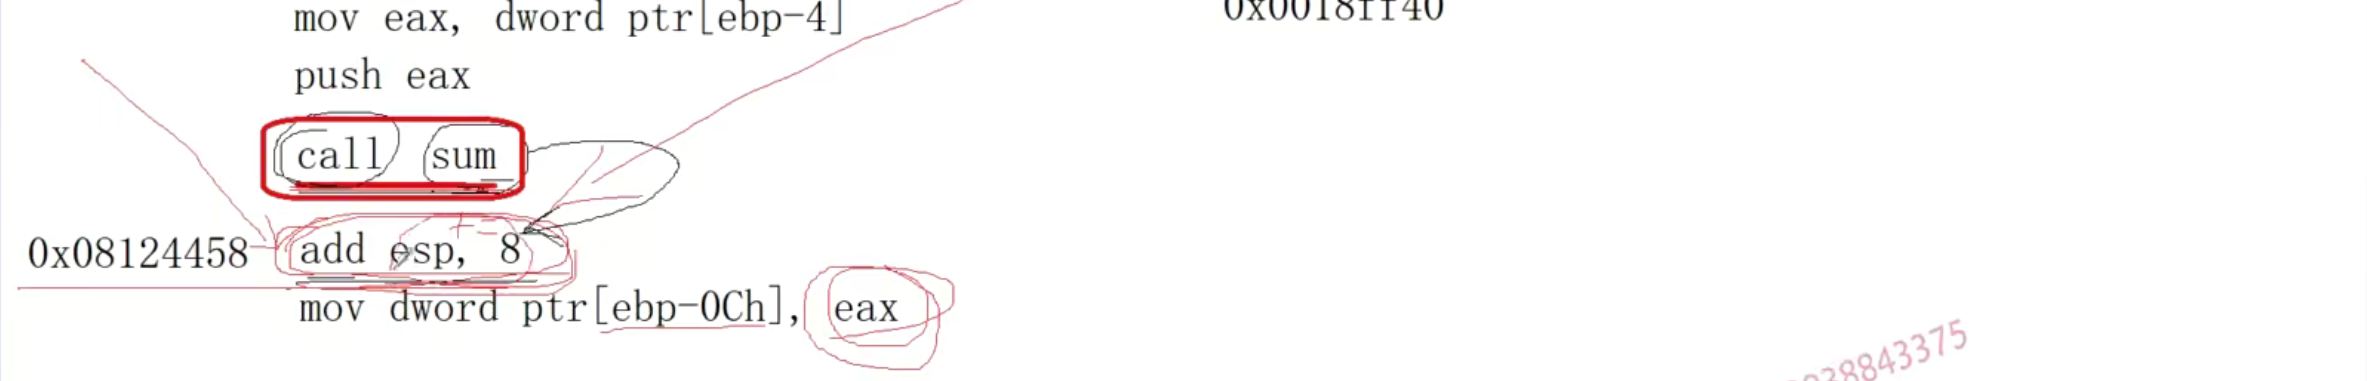 mov eax, dword ptr[ebp-4]
0x0018ff40
push eax
call sum
0x08124458 add esp, 8
mov dword ptr[ebp-0Ch], eax
38843375